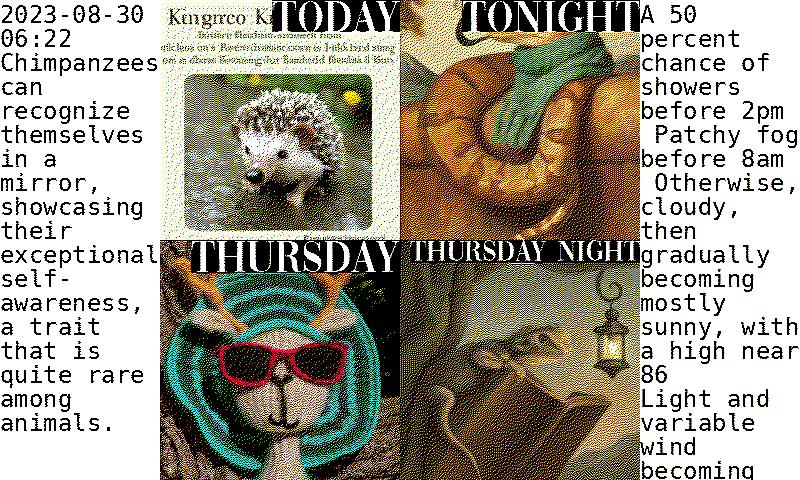 2023-08-30
06:22
Chimpanzees
can
recognize
themselves
in a
mirror,
showcasing
their
exceptional
self-
awareness,
a trait
that is
quite rare
among
animals.
TODAY
TONIGHT
THURSDAY
THURSDAY NIGHT
A 50
percent
chance of
showers
before 2pm
Patchy fog
before 8am
Otherwise,
cloudy,
then
gradually
becoming
mostly
sunny, with
a high near
86
Light and
variable
wind
becoming